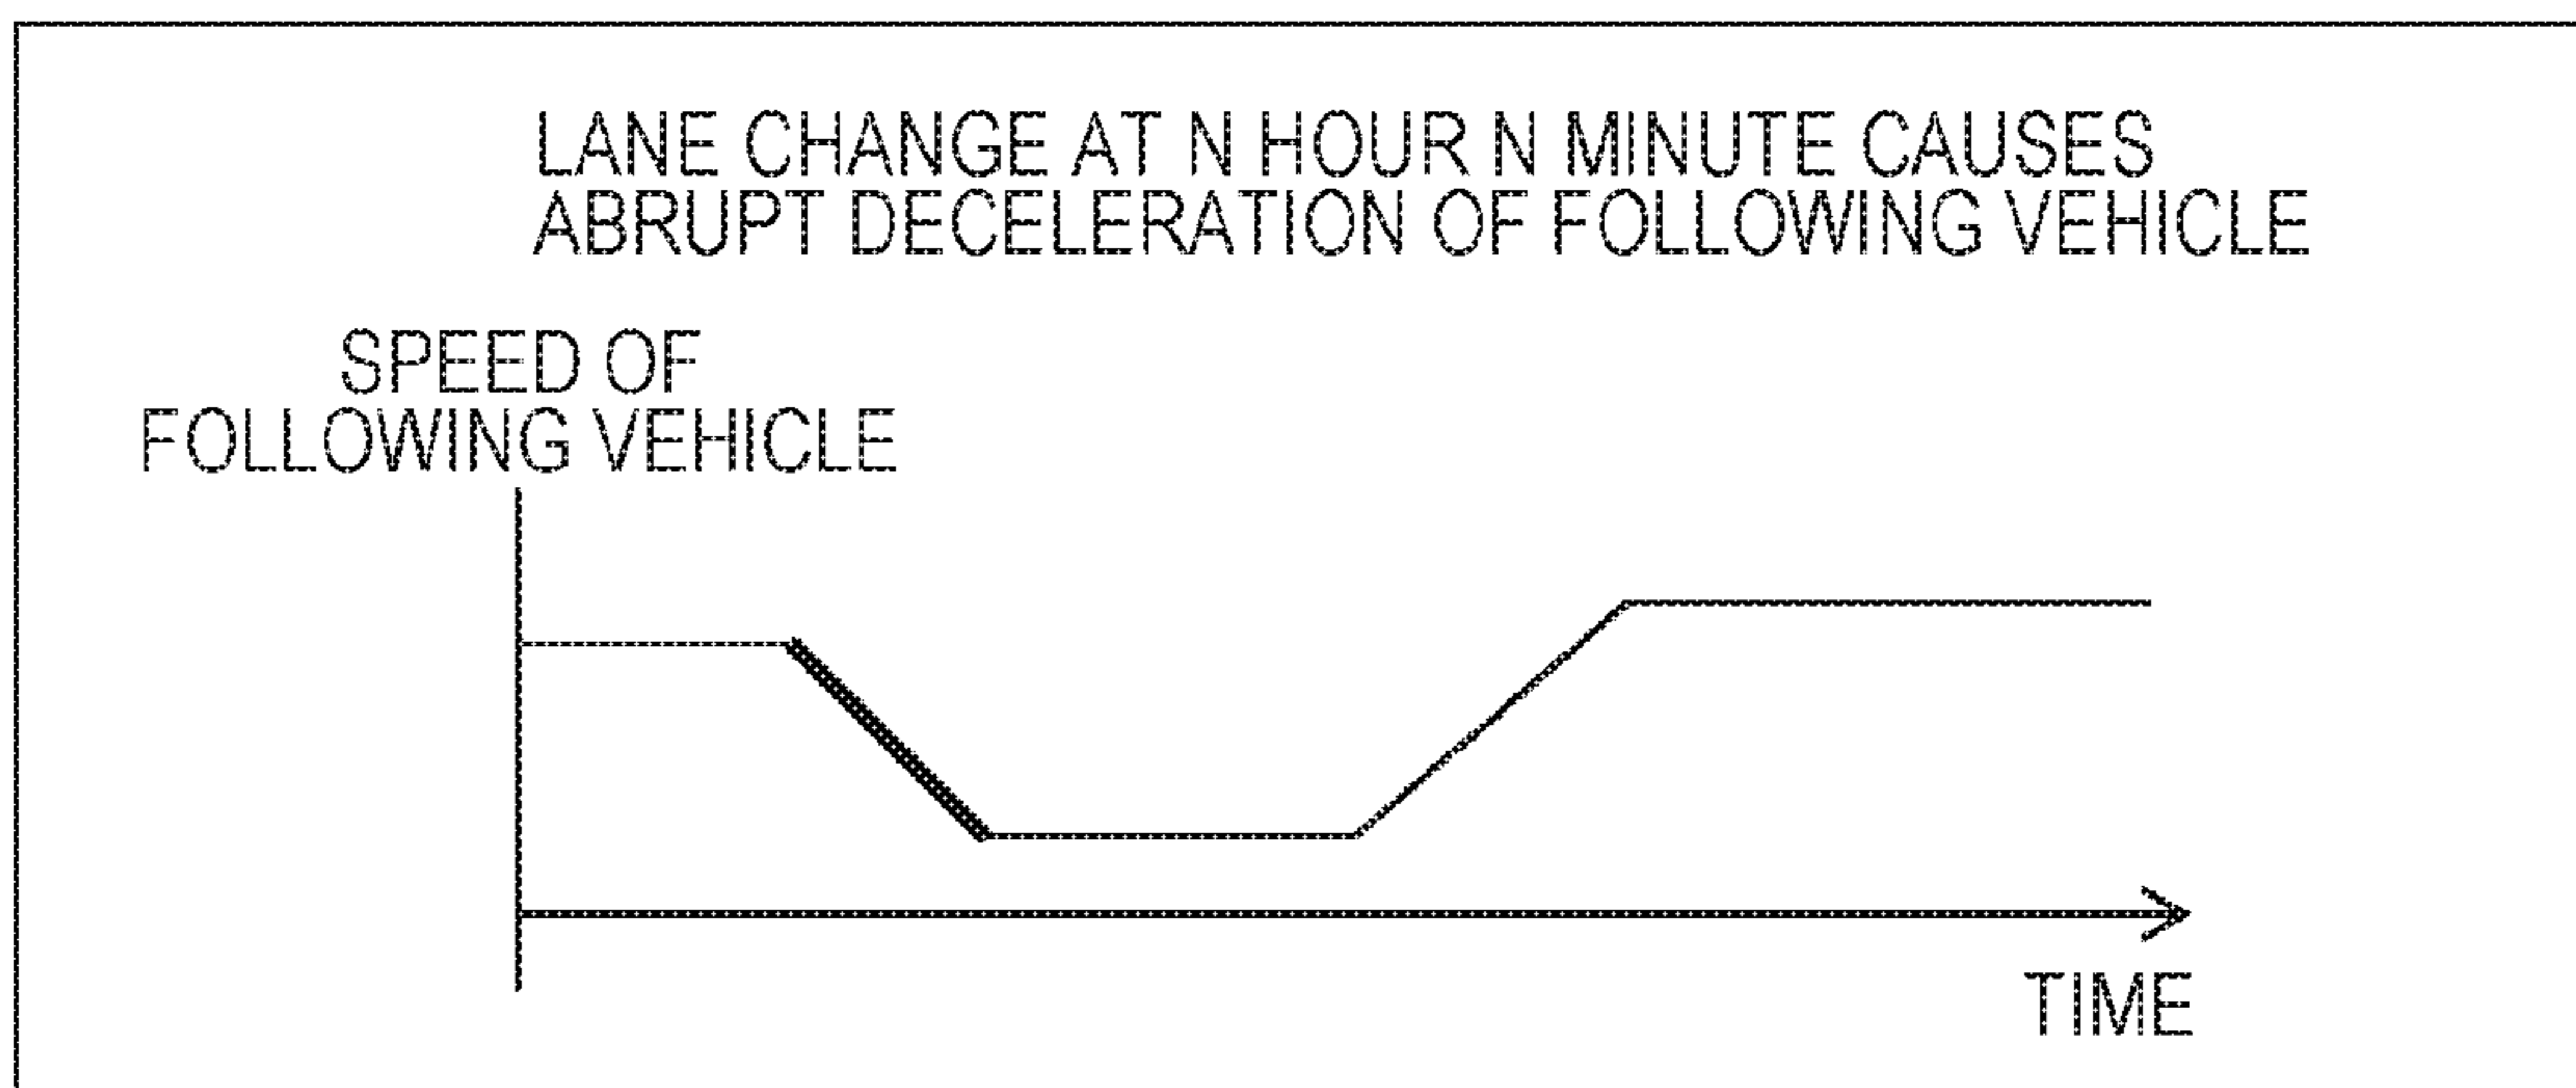 LANE CHANGE AT N HOUR N MINUTE CAUSES
ABRUPT DECELERATION OF FOLLOWING VEHICLE
SPEED OF
FOLLOWING VEHICLE
TIME